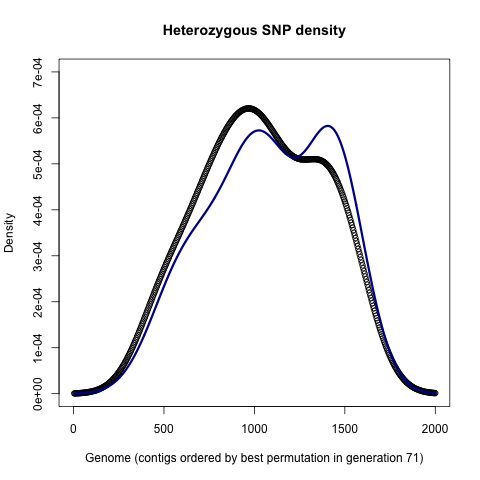 Heterozygous SNP density
7e-04
6e-04
5e-04
4e-04
3e-04
2e-04
1e-04
0e+00
Density
0 500 1000 1500 2000
Genome (contigs ordered by best permutation in generation 71)